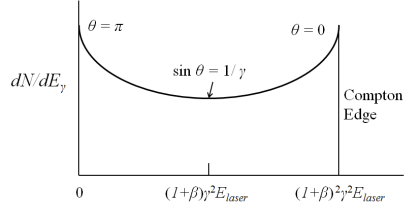 θ = π
θ = 0
sin θ = 1/ γ
dN/dEγ
Compton
Edge
0
(1+β)γ²Elaser
(1+β)²γ²Elaser